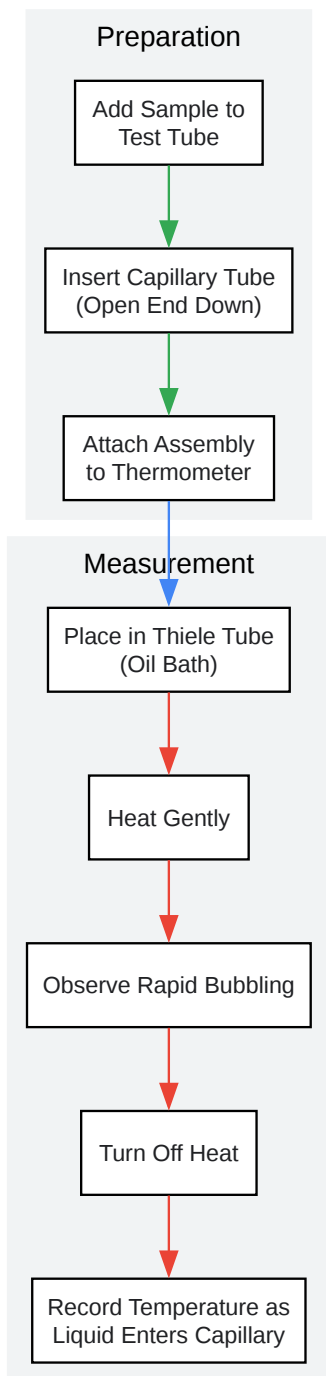 Preparation
Add Sample to
Test Tube
Insert Capillary Tube
(Open End Down)
Attach Assembly
to Thermometer
Measurement
Place in Thiele Tube
(Oil Bath)
Heat Gently
Observe Rapid Bubbling
Turn Off Heat
Record Temperature as
Liquid Enters Capillary